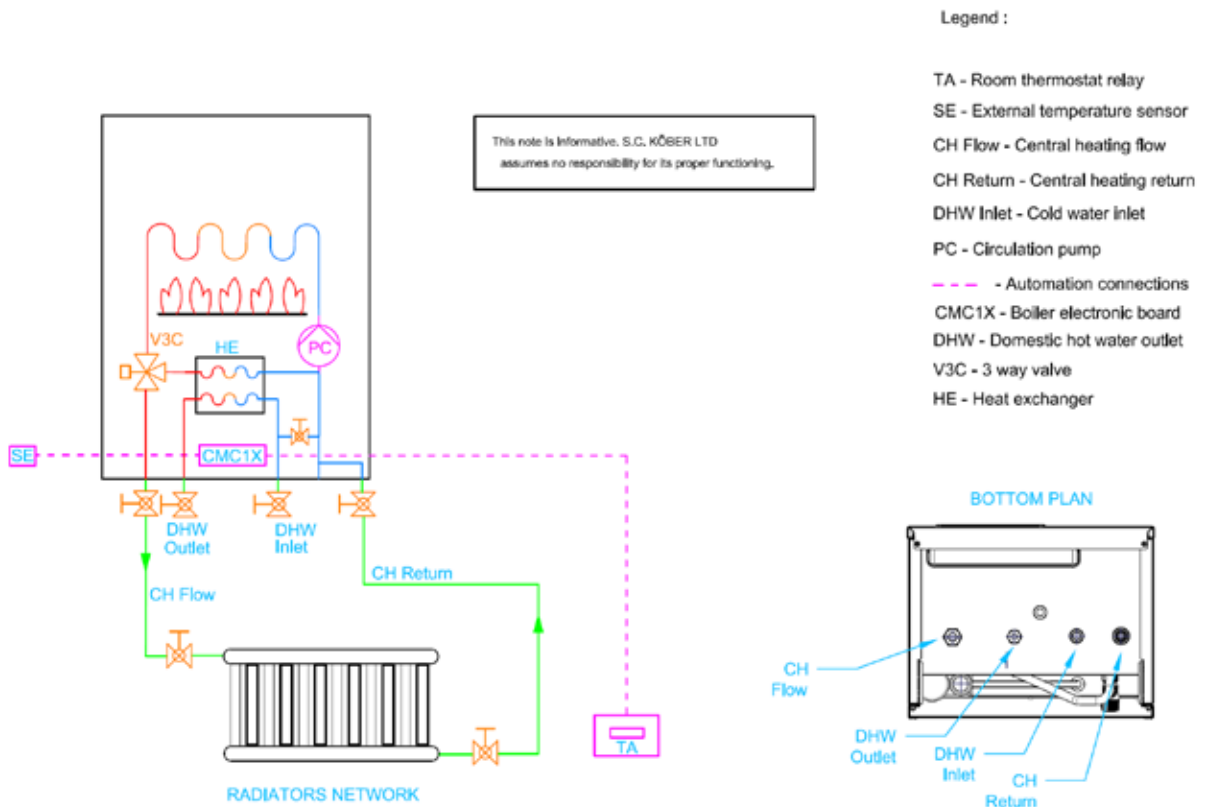 Legend :
TA - Room thermostat relay
SE - External temperature sensor
CH Flow - Central heating flow
CH Return - Central heating return
DHW Inlet - Cold water inlet
PC - Circulation pump
- Automation connections
CMC1X - Boiler electronic board
DHW - Domestic hot water outlet
V3C - 3 way valve
HE - Heat exchanger
This note is informative. S.C. KÖBER LTD
assumes no responsibility for its proper functioning.
V3C
HE
PC
SE
CMC1X
DHW
Outlet
DHW
Inlet
CH Flow
CH Return
TA
RADIATORS NETWORK
BOTTOM PLAN
CH
Flow
DHW
Outlet
DHW
Inlet
CH
Return